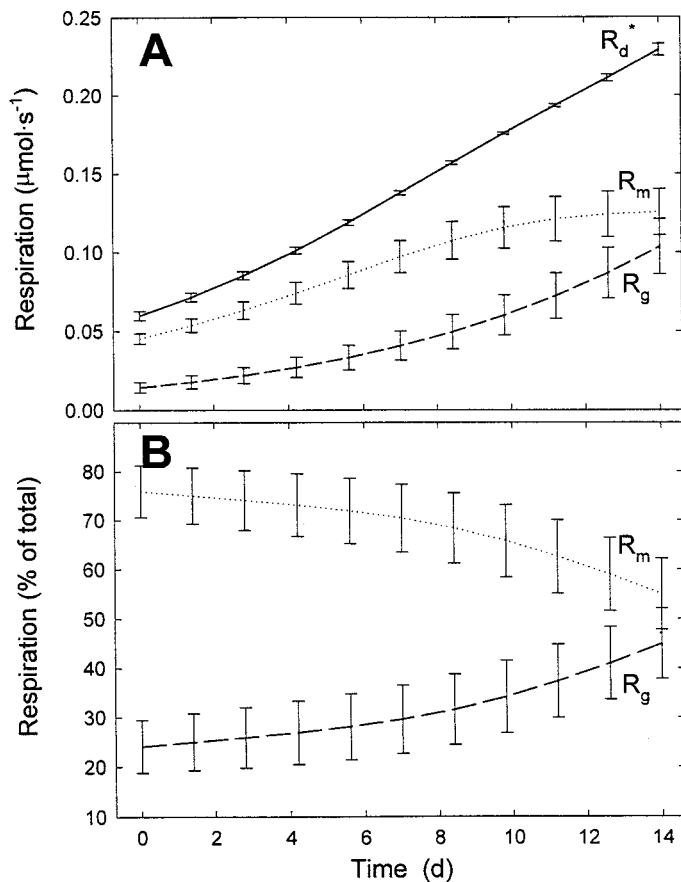 A
R_d*
R_m
R_g
Respiration (μmol·s⁻¹)
0.25
0.20
0.15
0.10
0.05
0.00
B
R_m
R_g
Respiration (% of total)
80
70
60
50
40
30
20
10
0 2 4 6 8 10 12 14
Time (d)